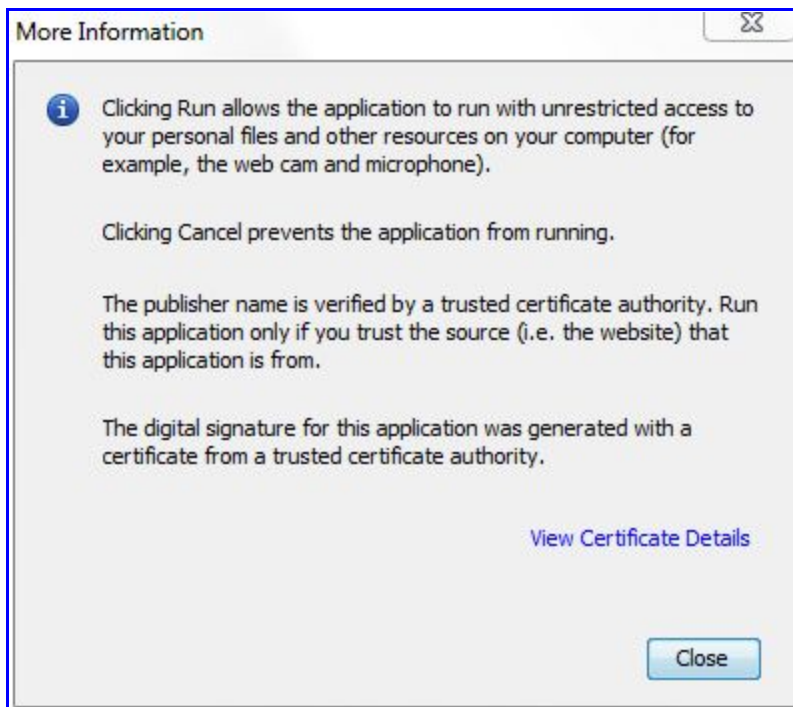 More Information
Clicking Run allows the application to run with unrestricted access to
your personal files and other resources on your computer (for
example, the web cam and microphone).
Clicking Cancel prevents the application from running.
The publisher name is verified by a trusted certificate authority. Run
this application only if you trust the source (i.e. the website) that
this application is from.
The digital signature for this application was generated with a
certificate from a trusted certificate authority.
View Certificate Details
Close